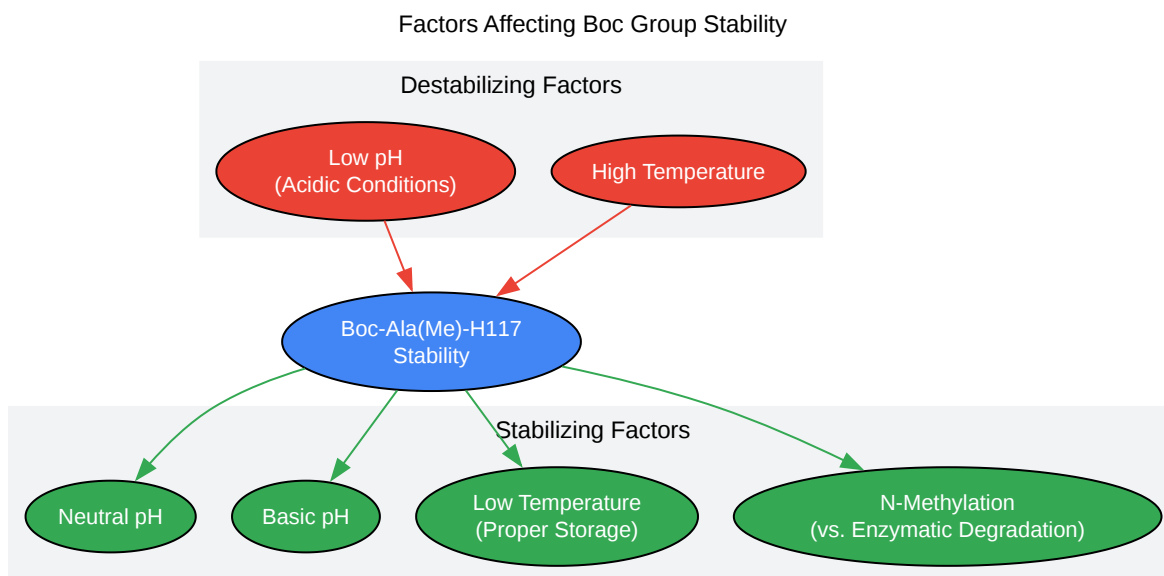 Factors Affecting Boc Group Stability
Destabilizing Factors
Low pH
(Acidic Conditions)
High Temperature
Boc-Ala(Me)-H117
Stability
Stabilizing Factors
Neutral pH
Basic pH
Low Temperature
(Proper Storage)
N-Methylation
(vs. Enzymatic Degradation)